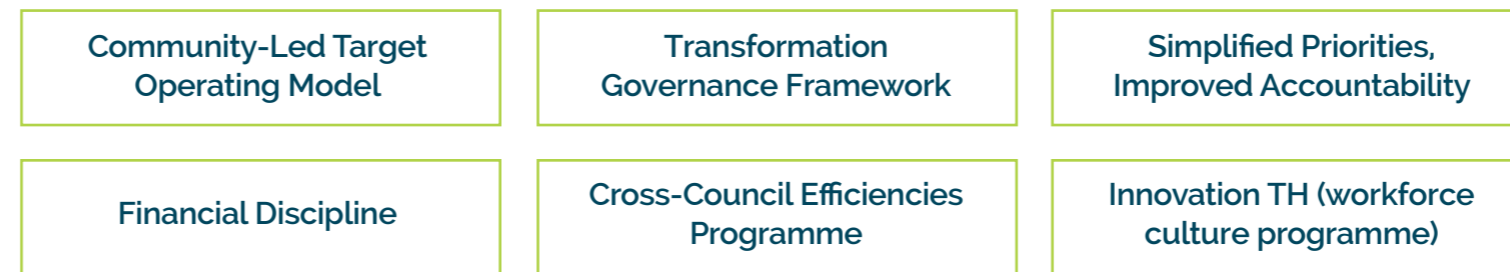 Community-Led Target
Operating Model
Transformation
Governance Framework
Simplified Priorities,
Improved Accountability
Financial Discipline
Cross-Council Efficiencies
Programme
Innovation TH (workforce
culture programme)